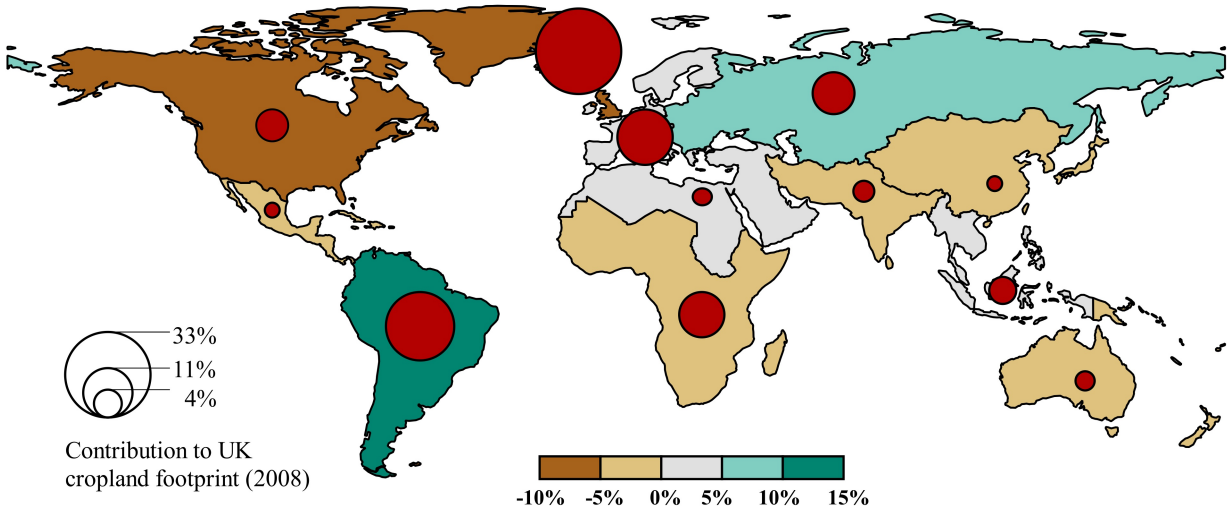 33%
11%
4%
Contribution to UK
cropland footprint (2008)
-10% -5% 0% 5% 10% 15%